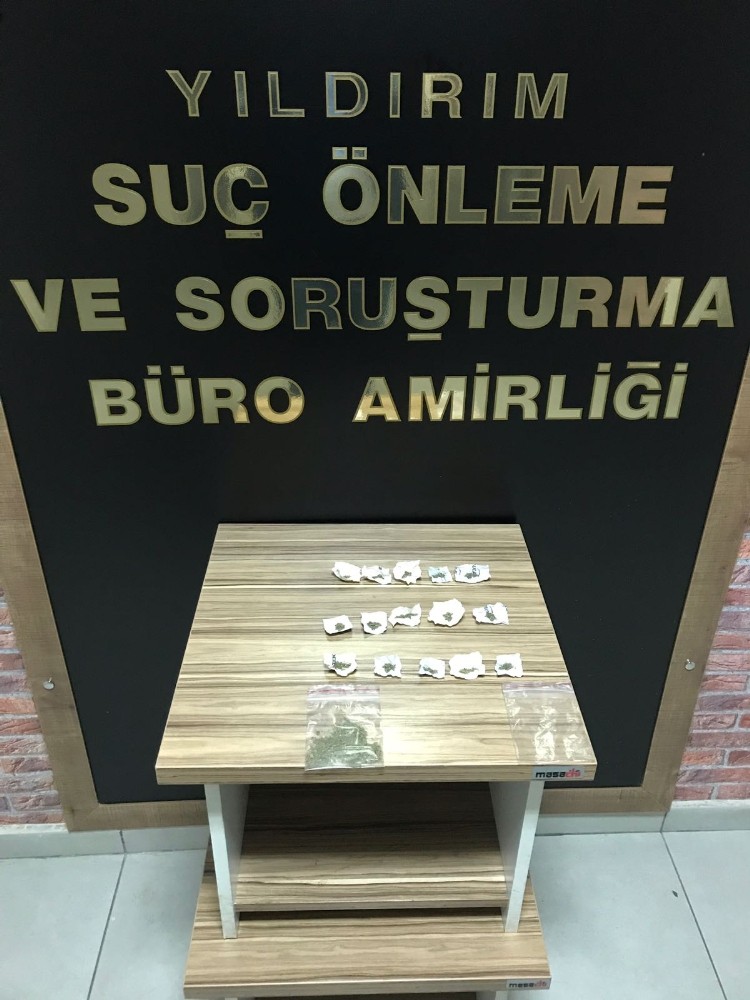 YILDIRIM
SUÇ ÖNLEME
VE SORUŞTURMA
BÜRO AMİRLİĞİ